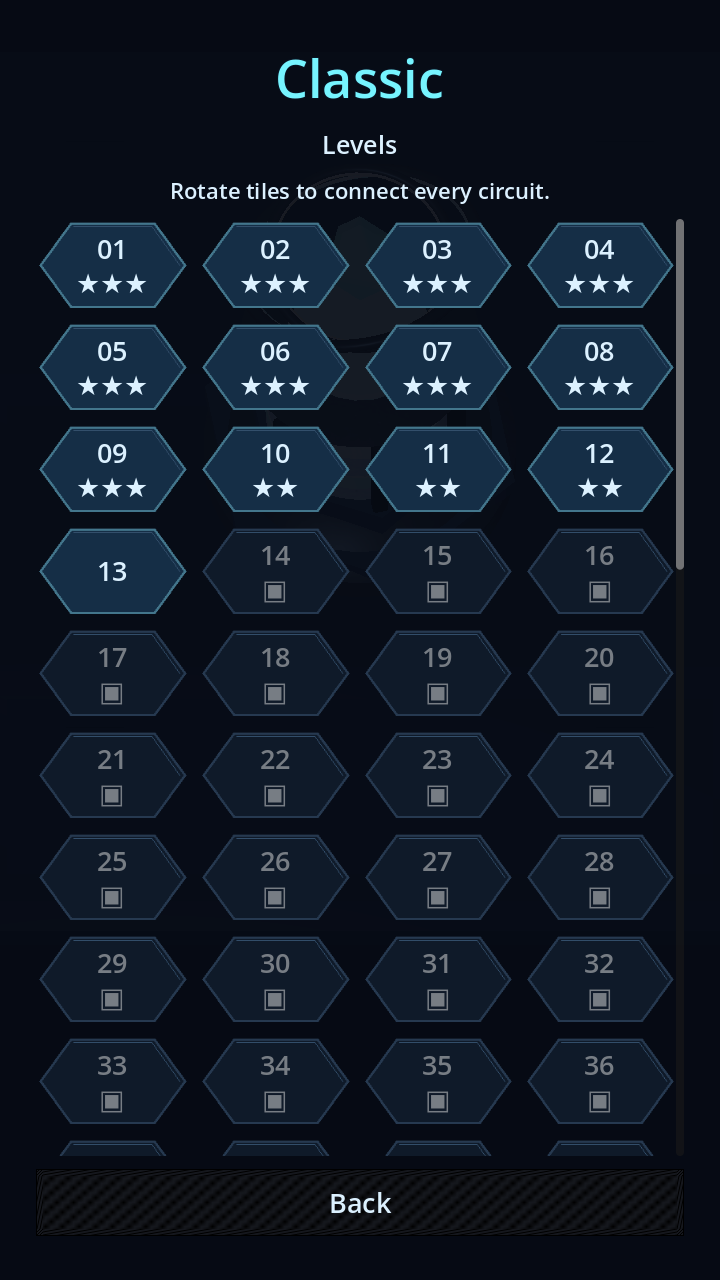 Classic
Levels
Rotate tiles to connect every circuit.
01 02 03 04
★★★ ★★★ ★★★ ★★★
05 06 07 08
★★★ ★★★ ★★★ ★★★
09 10 11 12
★★★ ★★ ★★ ★★
13 14 15 16
▣ ▣ ▣
17 18 19 20
▣ ▣ ▣ ▣
21 22 23 24
▣ ▣ ▣ ▣
25 26 27 28
▣ ▣ ▣ ▣
29 30 31 32
▣ ▣ ▣ ▣
33 34 35 36
▣ ▣ ▣ ▣
Back